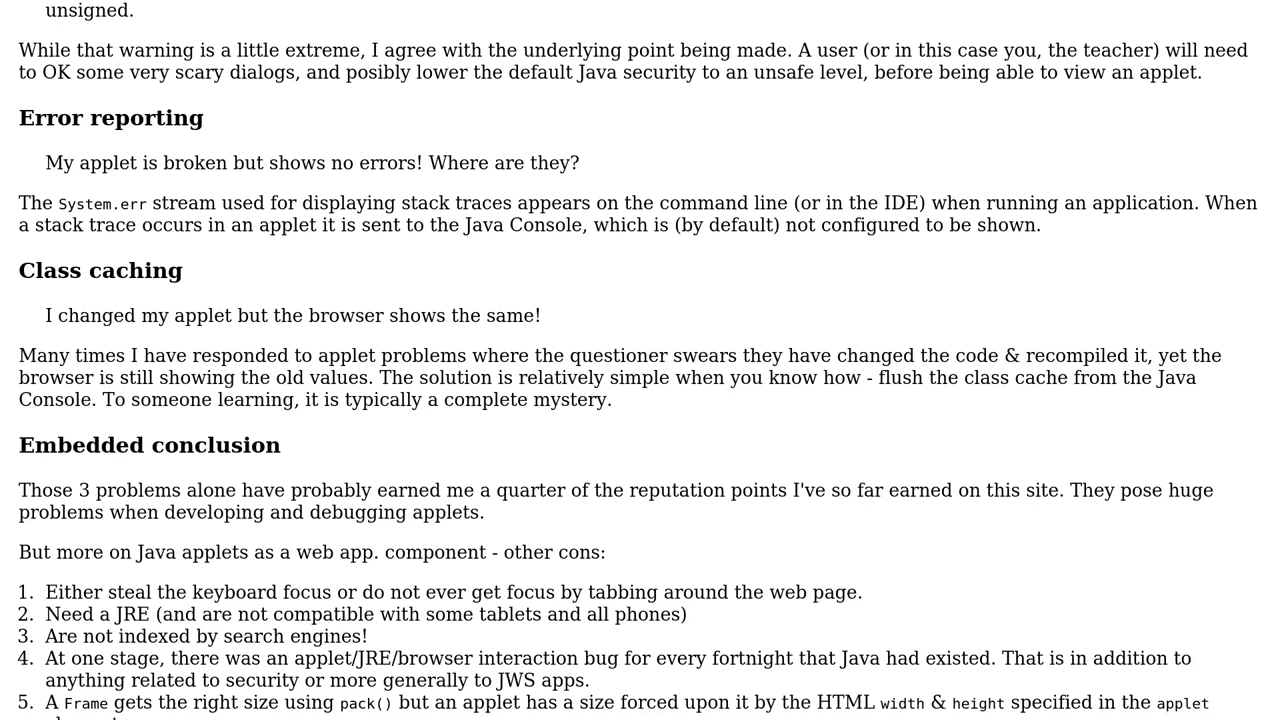 unsigned.
While that warning is a little extreme, I agree with the underlying point being made. A user (or in this case you, the teacher) will need
to OK some very scary dialogs, and posibly lower the default Java security to an unsafe level, before being able to view an applet.
Error reporting
My applet is broken but shows no errors! Where are they?
The System.err stream used for displaying stack traces appears on the command line (or in the IDE) when running an application. When
a stack trace occurs in an applet it is sent to the Java Console, which is (by default) not configured to be shown.
Class caching
I changed my applet but the browser shows the same!
Many times I have responded to applet problems where the questioner swears they have changed the code & recompiled it, yet the
browser is still showing the old values. The solution is relatively simple when you know how - flush the class cache from the Java
Console. To someone learning, it is typically a complete mystery.
Embedded conclusion
Those 3 problems alone have probably earned me a quarter of the reputation points I've so far earned on this site. They pose huge
problems when developing and debugging applets.
But more on Java applets as a web app. component - other cons:
1. Either steal the keyboard focus or do not ever get focus by tabbing around the web page.
2. Need a JRE (and are not compatible with some tablets and all phones)
3. Are not indexed by search engines!
4. At one stage, there was an applet/JRE/browser interaction bug for every fortnight that Java had existed. That is in addition to
anything related to security or more generally to JWS apps.
5. A Frame gets the right size using pack() but an applet has a size forced upon it by the HTML width & height specified in the applet